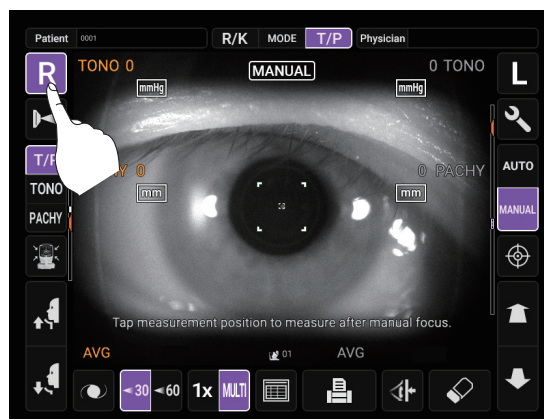 Patient 0001 R/K MODE T/P Physician
R TONO 0 MANUAL 0 TONO L
mmHg mmHg
T/P AUTO
0 0 PACHY
TONO mm mm
PACHY MANUAL
Tap measurement position to measure after manual focus.
AVG 01 AVG
30 60 1x MULTI